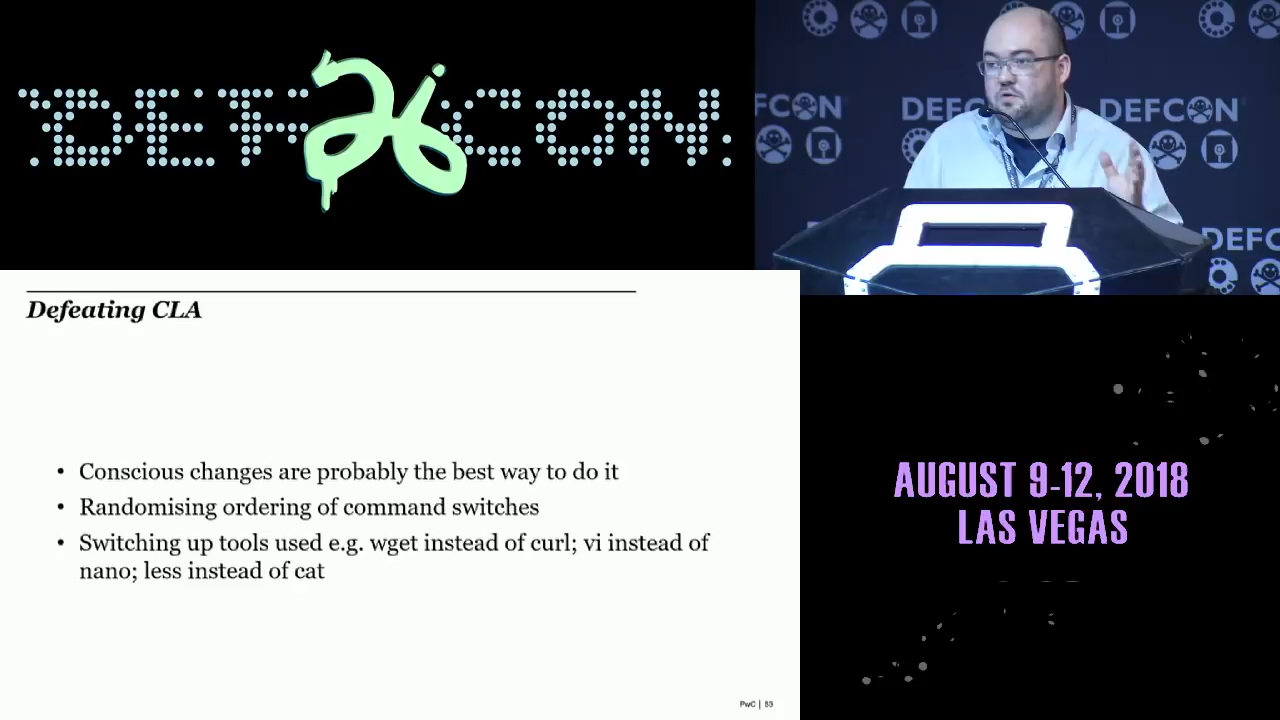 DEF CON
26
DEFCON
DEFCON
DEFCON
DEFC
Defeating CLA
• Conscious changes are probably the best way to do it
• Randomising ordering of command switches
• Switching up tools used e.g. wget instead of curl; vi instead of
nano; less instead of cat
PwC | 53
AUGUST 9-12, 2018
LAS VEGAS